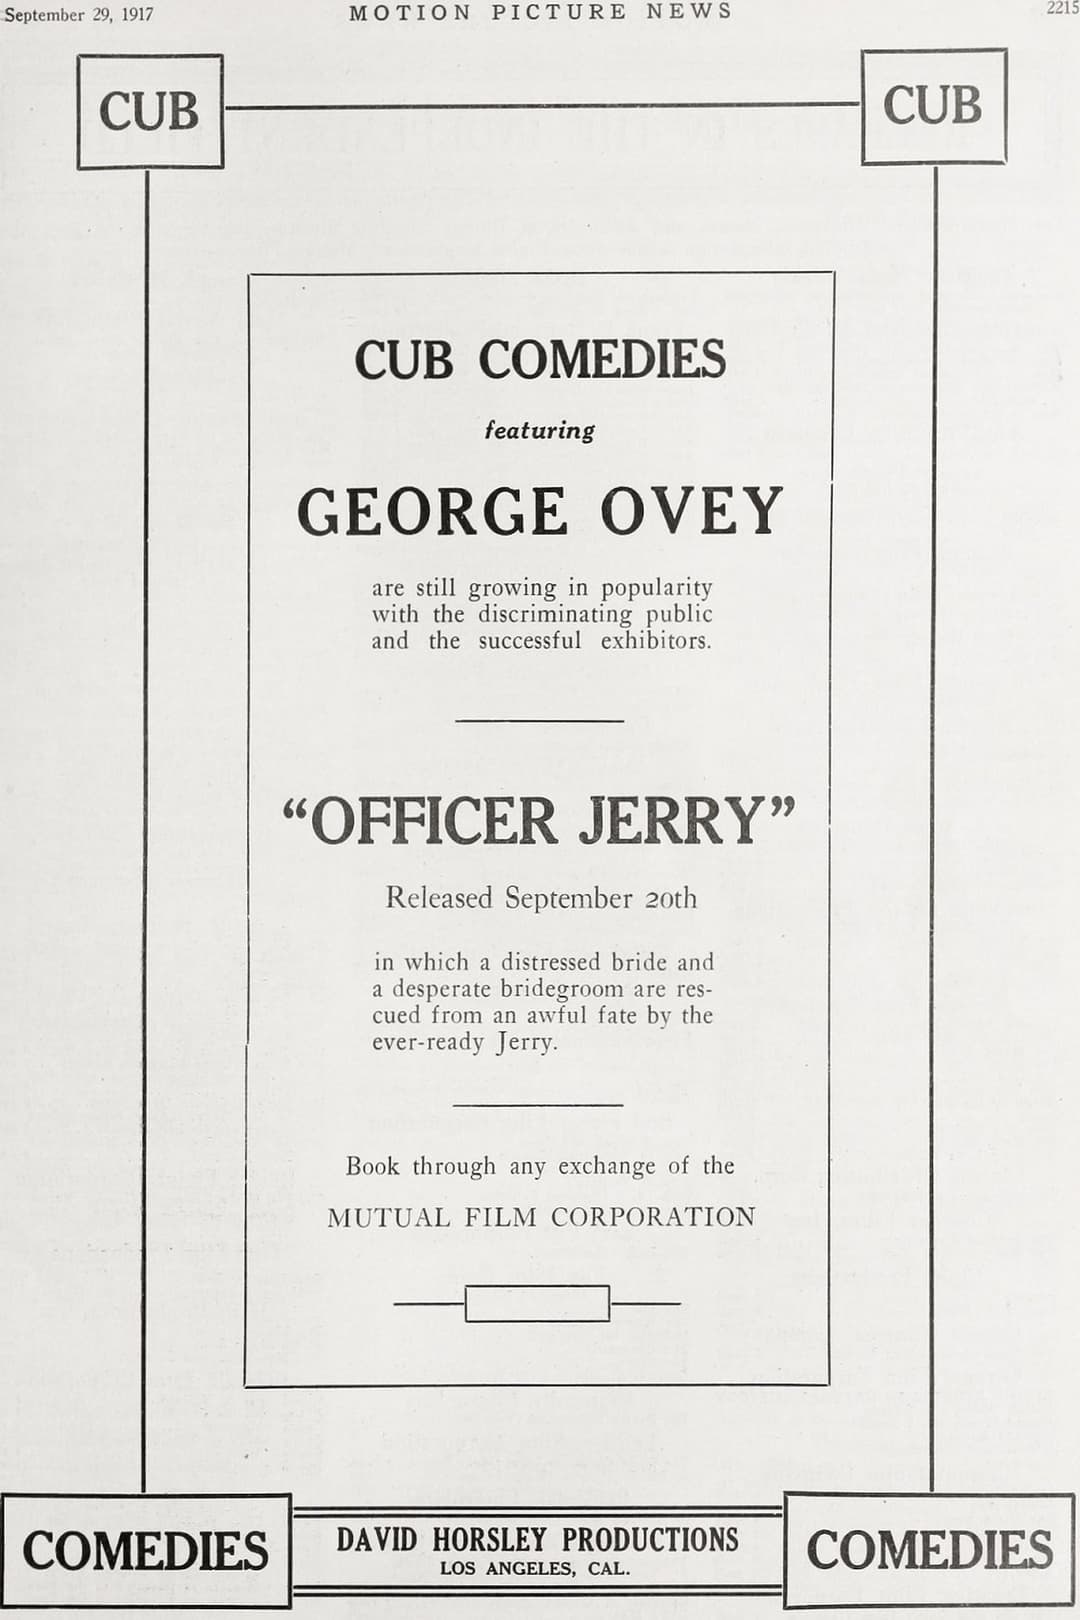 September 29, 1917 MOTION PICTURE NEWS 2215
CUB CUB
CUB COMEDIES
featuring
GEORGE OVEY
are still growing in popularity
with the discriminating public
and the successful exhibitors.
“OFFICER JERRY”
Released September 20th
in which a distressed bride and
a desperate bridegroom are res-
cued from an awful fate by the
ever-ready Jerry.
Book through any exchange of the
MUTUAL FILM CORPORATION
COMEDIES DAVID HORSLEY PRODUCTIONS COMEDIES
LOS ANGELES, CAL.